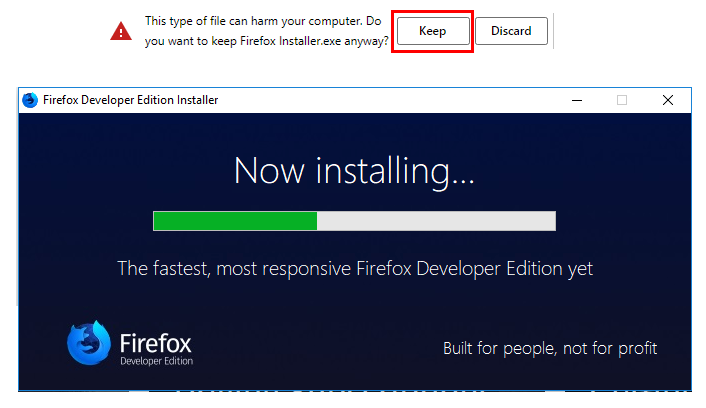 This type of file can harm your computer. Do
you want to keep Firefox Installer.exe anyway?
Keep
Discard
Firefox Developer Edition Installer
Now installing...
The fastest, most responsive Firefox Developer Edition yet
Firefox
Developer Edition
Built for people, not for profit